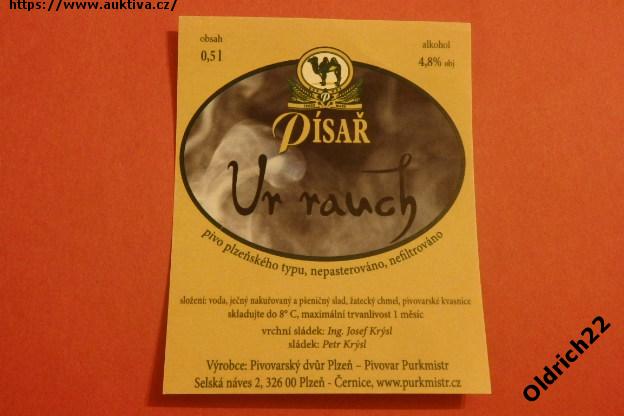 https://www.auktiva.cz/
obsah
0,5 l
alkohol
4,8% obj
P
PÍSAŘ
Ur rauch
pivo plzeňského typu, nepasterováno, nefiltrováno
složení: voda, ječný nakuřovaný a pšeničný slad, žatecký chmel, pivovarské kvasnice
skladujte do 8° C, maximální trvanlivost 1 měsíc
vrchní sládek: Ing. Josef Krýsl
sládek: Petr Krýsl
Výrobce: Pivovarský dvůr Plzeň – Pivovar Purkmistr
Selská náves 2, 326 00 Plzeň - Černice, www.purkmistr.cz
Oldrich22